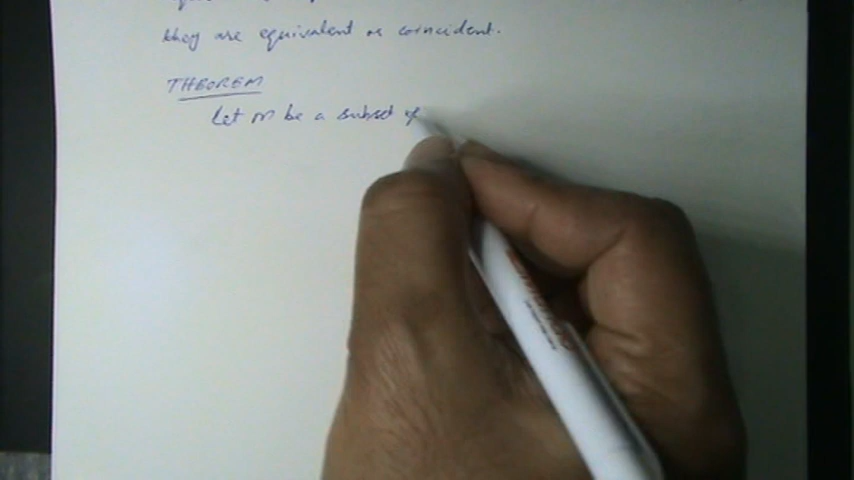 they are equivalent or coincident.
THEOREM
Let M be a subset of